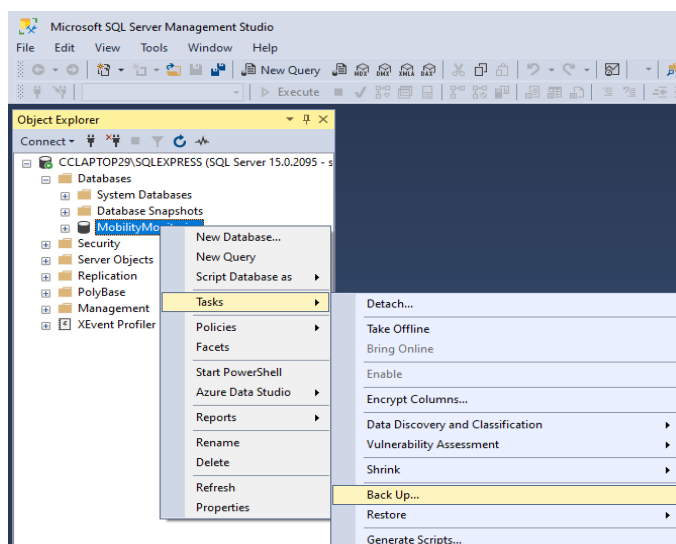 Microsoft SQL Server Management Studio
File Edit View Tools Window Help
New Query MDX DMX XMLA DAX
Execute
Object Explorer
Connect
CCLAPTOP29\SQLEXPRESS (SQL Server 15.0.2095 - s
Databases
System Databases
Database Snapshots
Security
Server Objects
Replication
PolyBase
Management
XEvent Profiler
New Database...
New Query
Script Database as
Tasks
Policies
Facets
Start PowerShell
Azure Data Studio
Reports
Rename
Delete
Refresh
Properties
Detach...
Take Offline
Bring Online
Enable
Encrypt Columns...
Data Discovery and Classification
Vulnerability Assessment
Shrink
Back Up...
Restore
Generate Scripts...